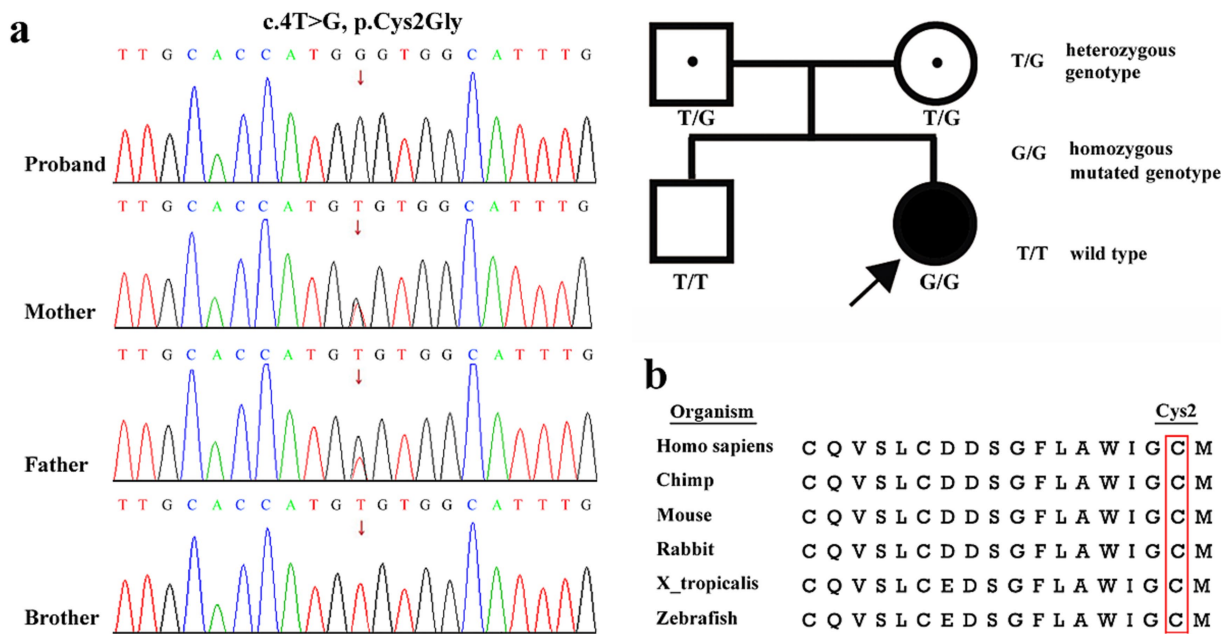 a
c.4T>G, p.Cys2Gly
T T G C A C C A T G G G T G G C A T T T G
Proband
T T G C A C C A T G T G T G G C A T T T G
Mother
T T G C A C C A T G T G T G G C A T T T G
Father
T T G C A C C A T G T G T G G C A T T T G
Brother
T/G
T/G
T/G heterozygous
genotype
G/G homozygous
mutated genotype
T/T wild type
T/T
G/G
b
Organism Cys2
Homo sapiens C Q V S L C D D S G F L A W I G C M
Chimp C Q V S L C D D S G F L A W I G C M
Mouse C Q V S L C D D S G F L A W I G C M
Rabbit C Q V S L C D D S G F L A W I G C M
X_tropicalis C Q V S L C E D S G F L A W I G C M
Zebrafish C Q V S L C E D S G F L A W I G C M